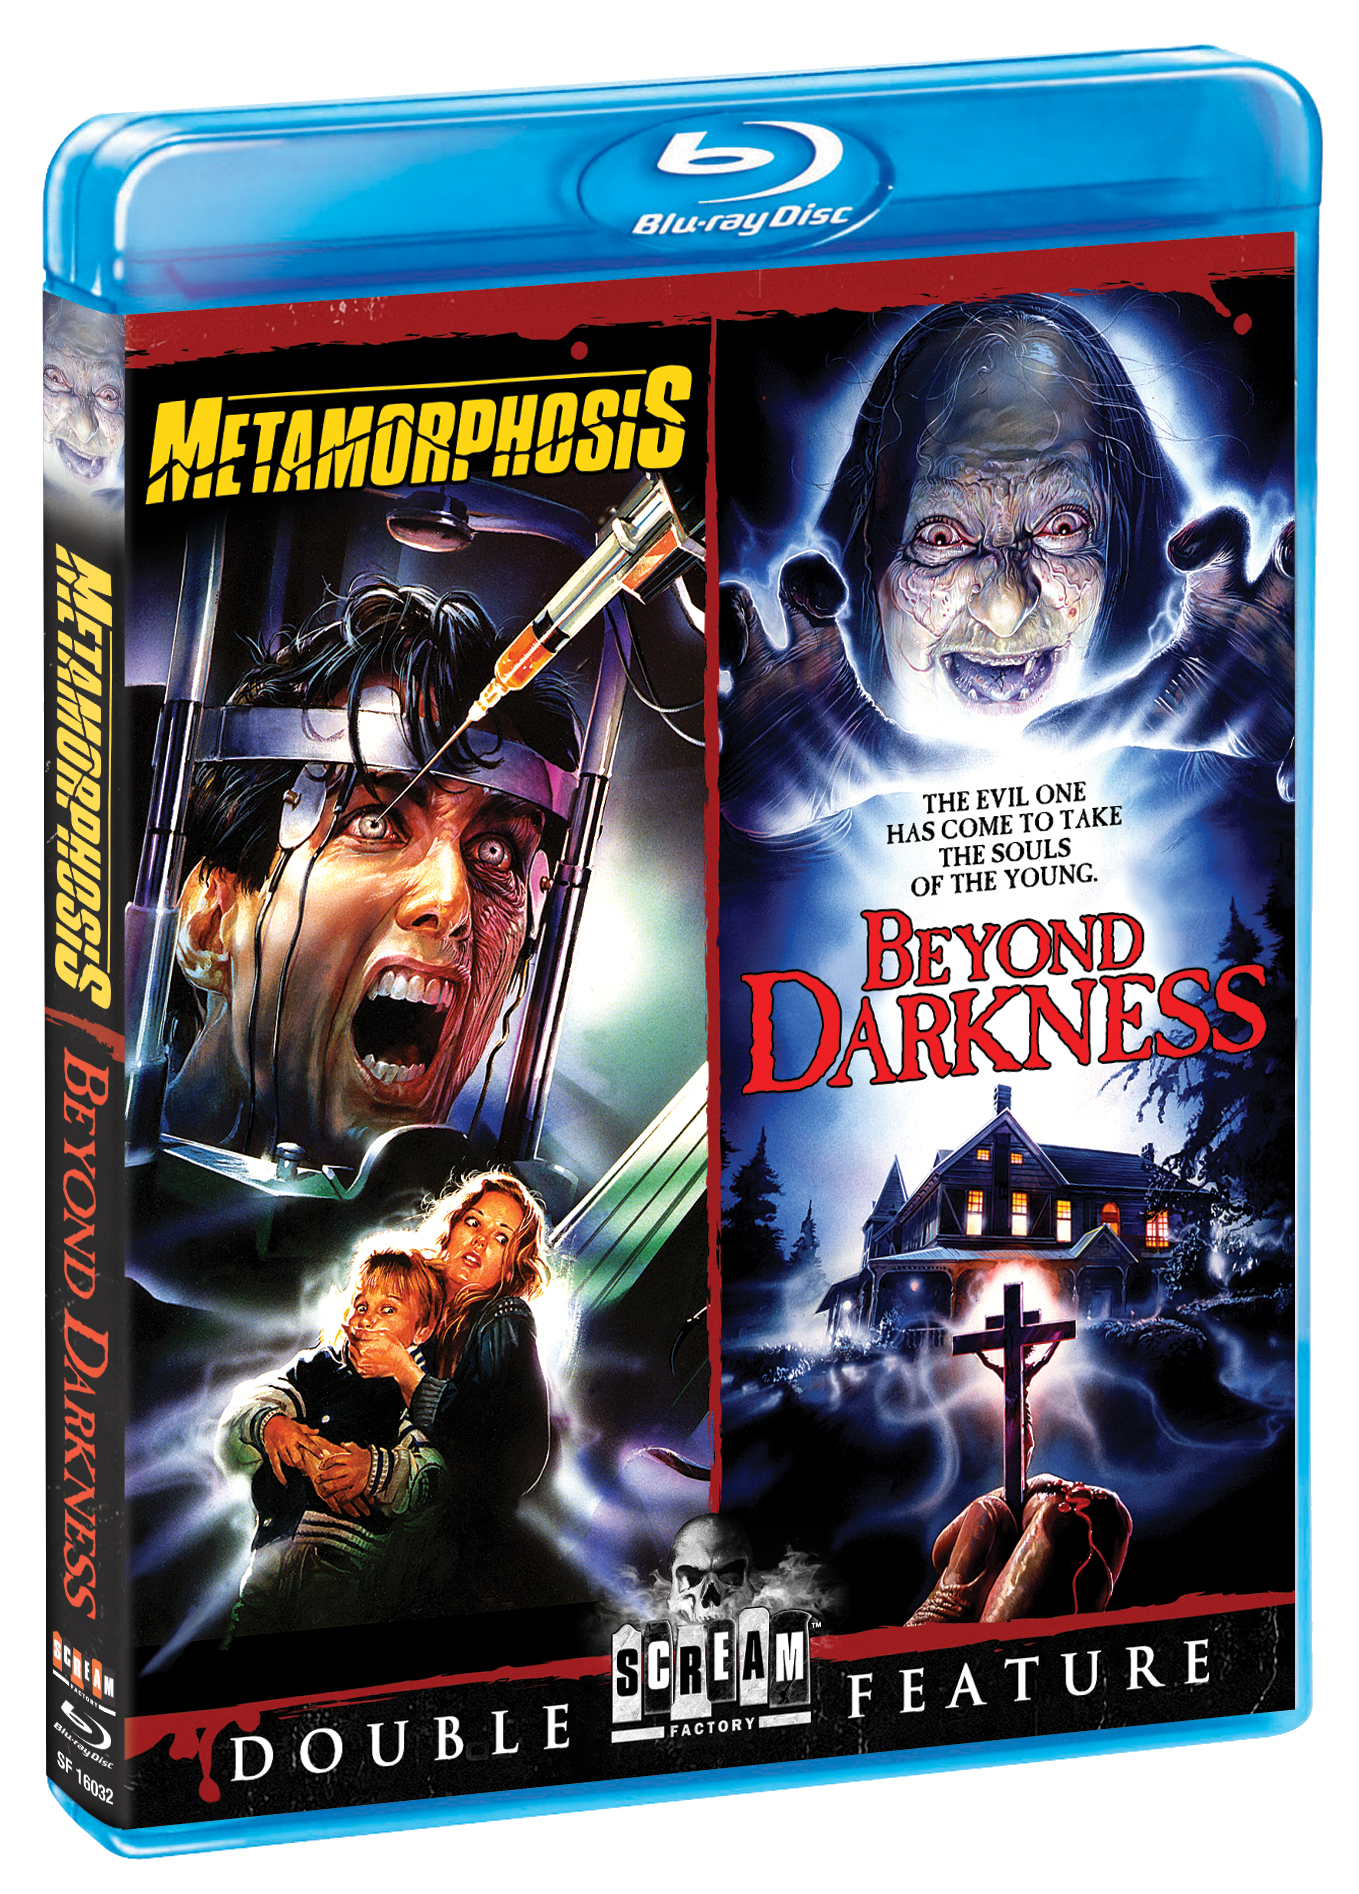 Blu-ray Disc
METAMORPHOSIS
THE EVIL ONE
HAS COME TO TAKE
THE SOULS
OF THE YOUNG.
BEYOND
DARKNESS
DOUBLE
SCREAM™
FACTORY
FEATURE
METAMORPHOSIS
BEYOND DARKNESS
SCREAM
FACTORY
Blu-ray Disc
SF 16032